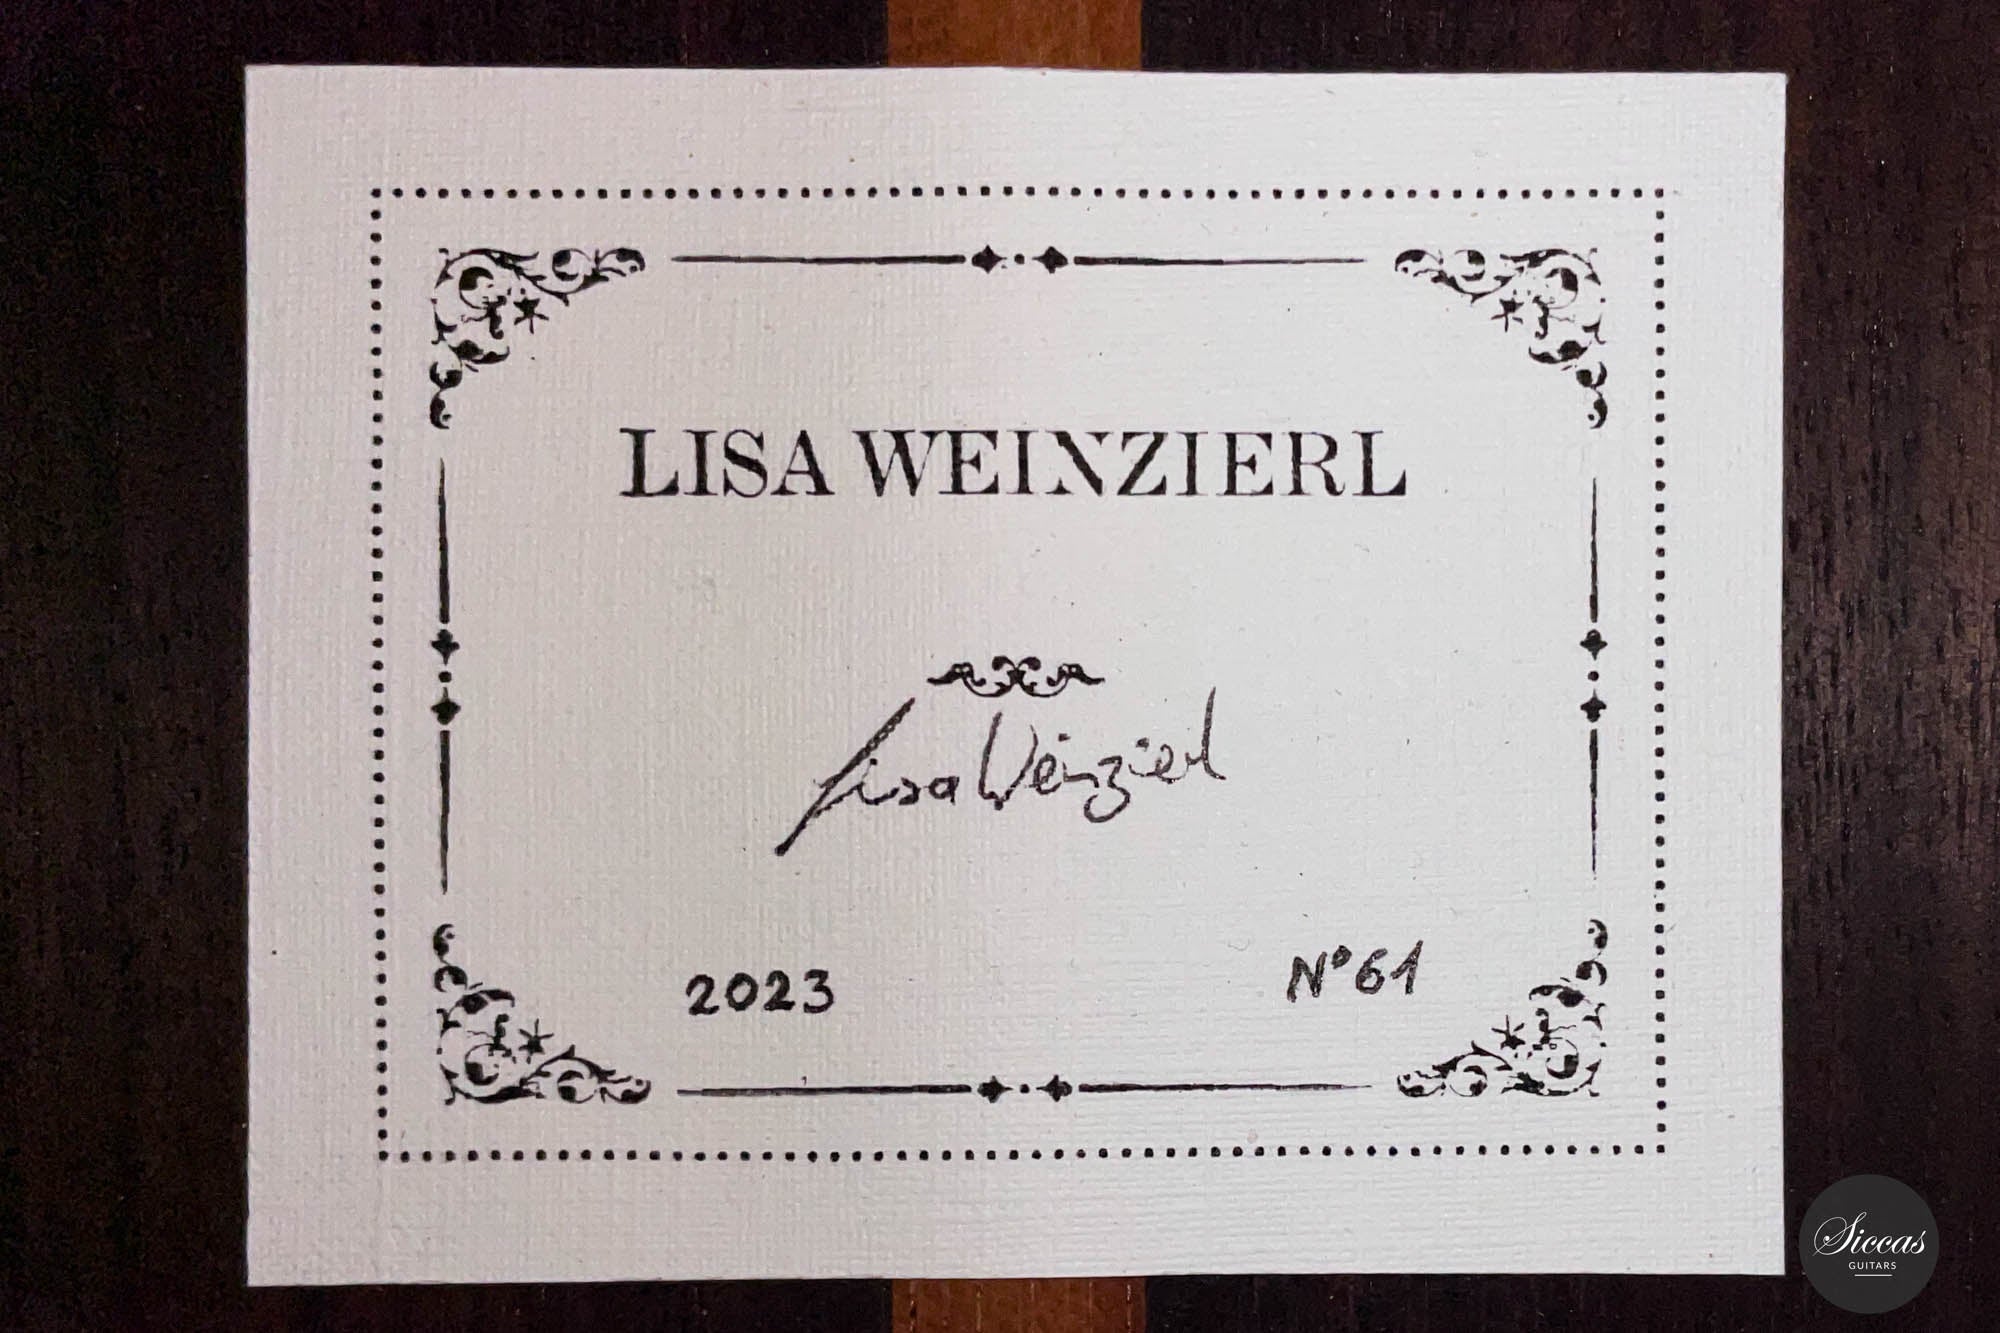 LISA WEINZIERL
Lisa Weinzierl
2023
N°61
Siccas
GUITARS